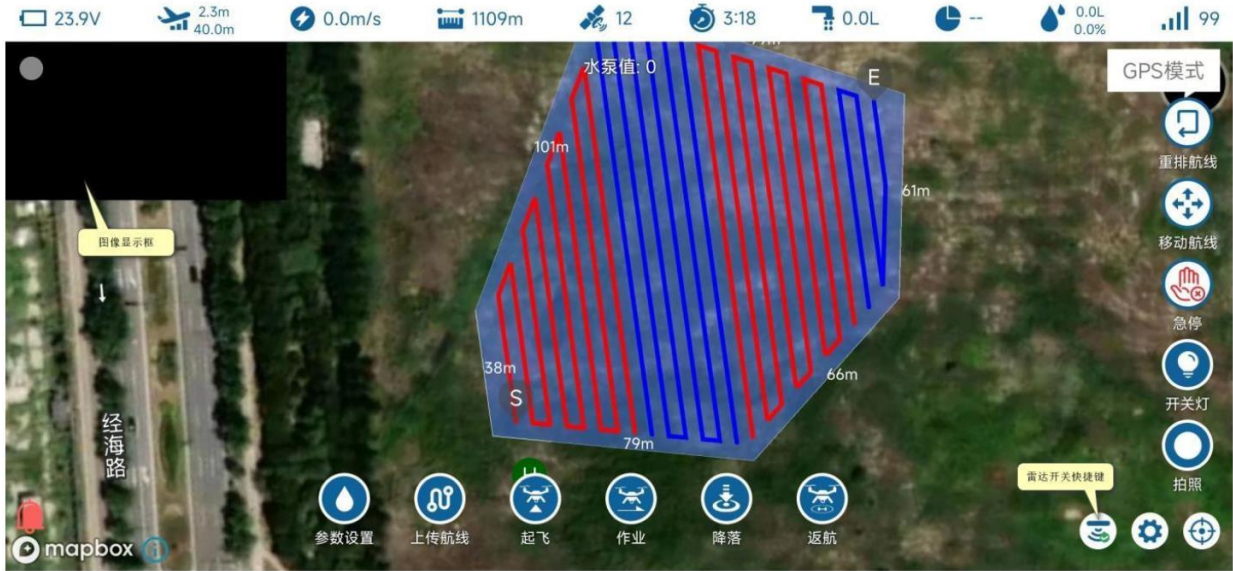 23.9V
2.3m
40.0m
0.0m/s
1109m
12
3:18
0.0L
--
0.0L
0.0%
99
水泵值: 0
E
GPS模式
101m
重排航线
61m
图像显示框
移动航线
急停
38m
66m
S
开关灯
经海路
79m
雷达开关快捷键
拍照
参数设置
上传航线
起飞
作业
降落
返航
mapbox